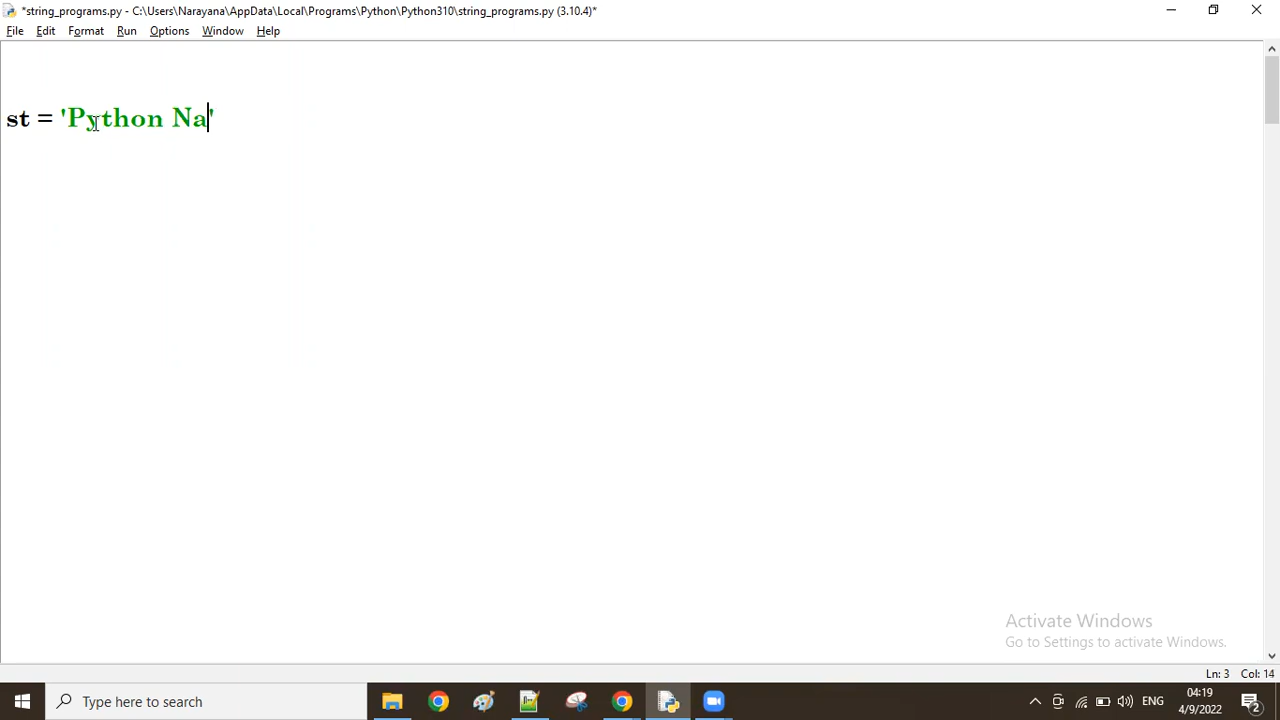 *string_programs.py - C:\Users\Narayana\AppData\Local\Programs\Python\Python310\string_programs.py (3.10.4)*
File Edit Format Run Options Window Help
st = 'Python Na'
Activate Windows
Go to Settings to activate Windows.
Ln: 3 Col: 14
Type here to search
ENG
04:19
4/9/2022
2